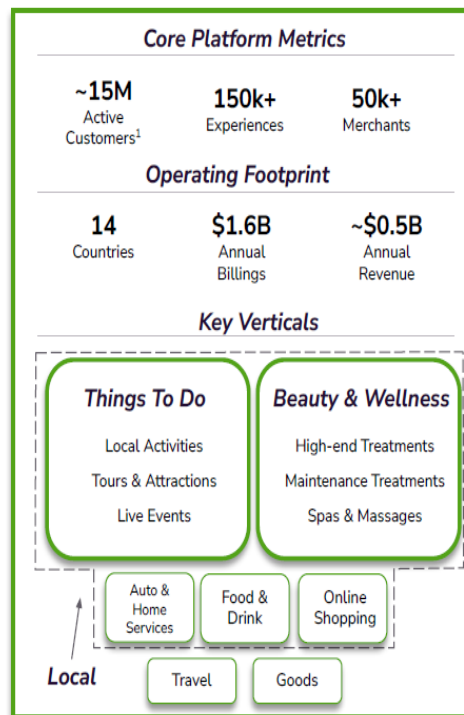 Core Platform Metrics
~15M 150k+ 50k+
Active Experiences Merchants
Customers¹
Operating Footprint
14 $1.6B ~$0.5B
Countries Annual Annual
Billings Revenue
Key Verticals
Things To Do
Local Activities
Tours & Attractions
Live Events
Beauty & Wellness
High-end Treatments
Maintenance Treatments
Spas & Massages
Auto &
Home
Services
Food &
Drink
Online
Shopping
Local
Travel
Goods